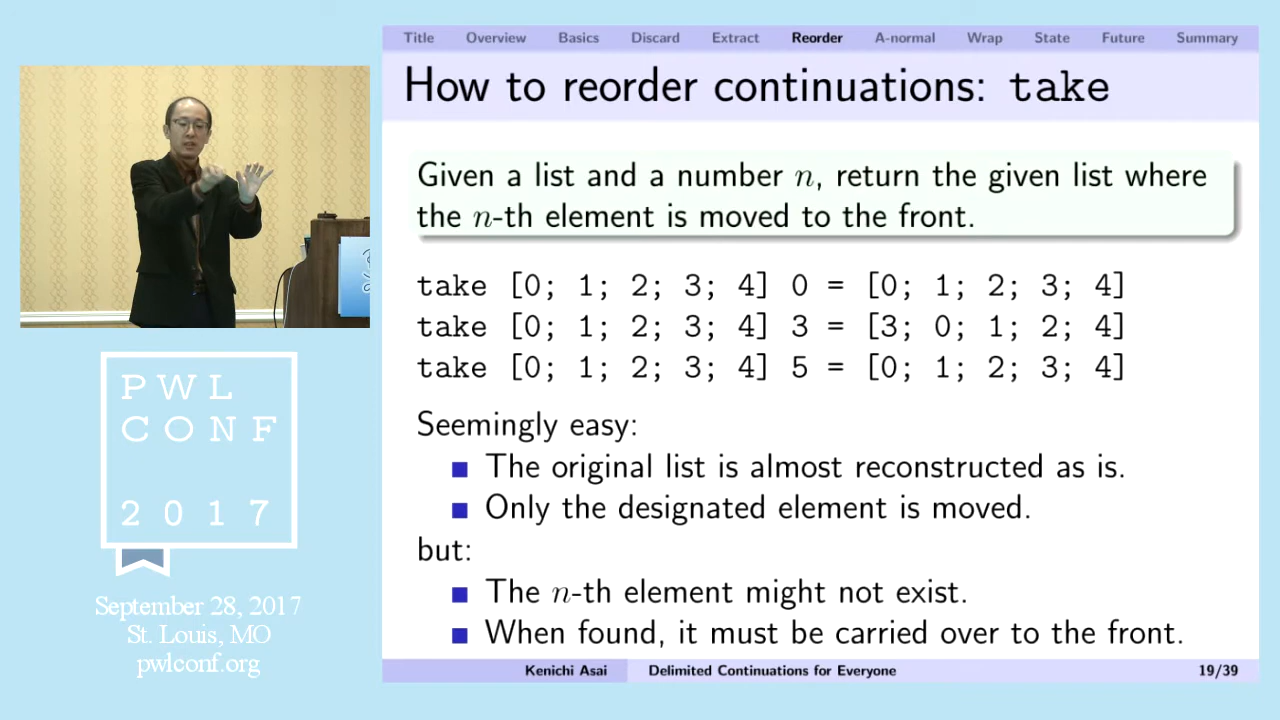 Title Overview Basics Discard Extract Reorder A-normal Wrap State Future Summary
How to reorder continuations: take
Given a list and a number n, return the given list where
the n-th element is moved to the front.
take [0; 1; 2; 3; 4] 0 = [0; 1; 2; 3; 4]
take [0; 1; 2; 3; 4] 3 = [3; 0; 1; 2; 4]
take [0; 1; 2; 3; 4] 5 = [0; 1; 2; 3; 4]
Seemingly easy:
The original list is almost reconstructed as is.
Only the designated element is moved.
but:
The n-th element might not exist.
When found, it must be carried over to the front.
Kenichi Asai Delimited Continuations for Everyone 19/39
PWL
CONF
2017
September 28, 2017
St. Louis, MO
pwlconf.org